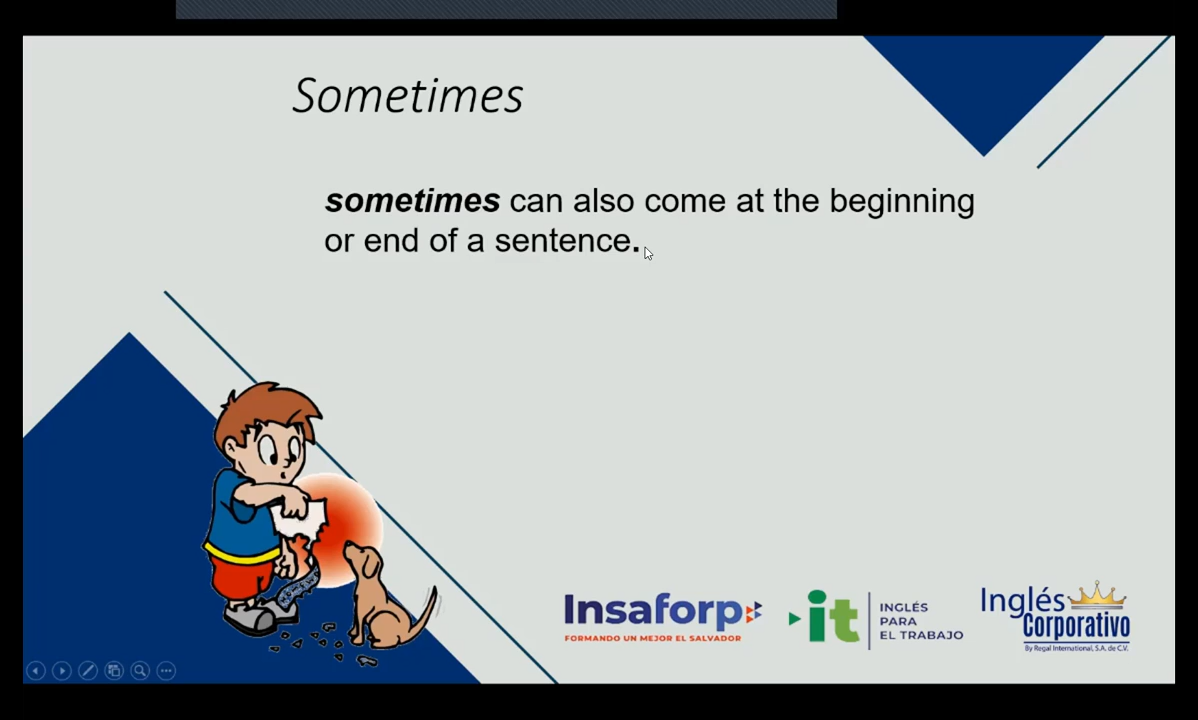 Sometimes
sometimes can also come at the beginning
or end of a sentence.
Insaforp
FORMANDO UN MEJOR EL SALVADOR
it
INGLÉS
PARA
EL TRABAJO
Inglés
Corporativo
By Regal International, S.A. de C.V.